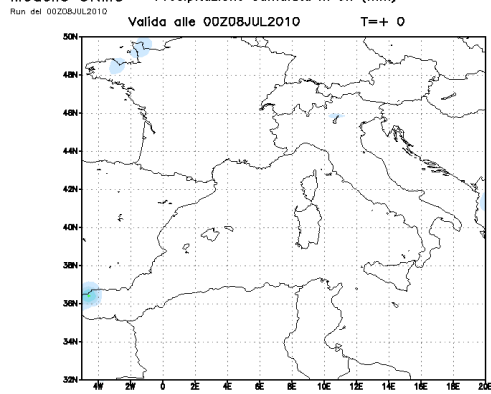 Run del 00Z08JUL2010
Valida alle 00Z08JUL2010 T=+ 0
50N
48N
46N
44N
42N
40N
38N
36N
34N
32N
4W 2W 0 2E 4E 6E 8E 10E 12E 14E 16E 18E 20E